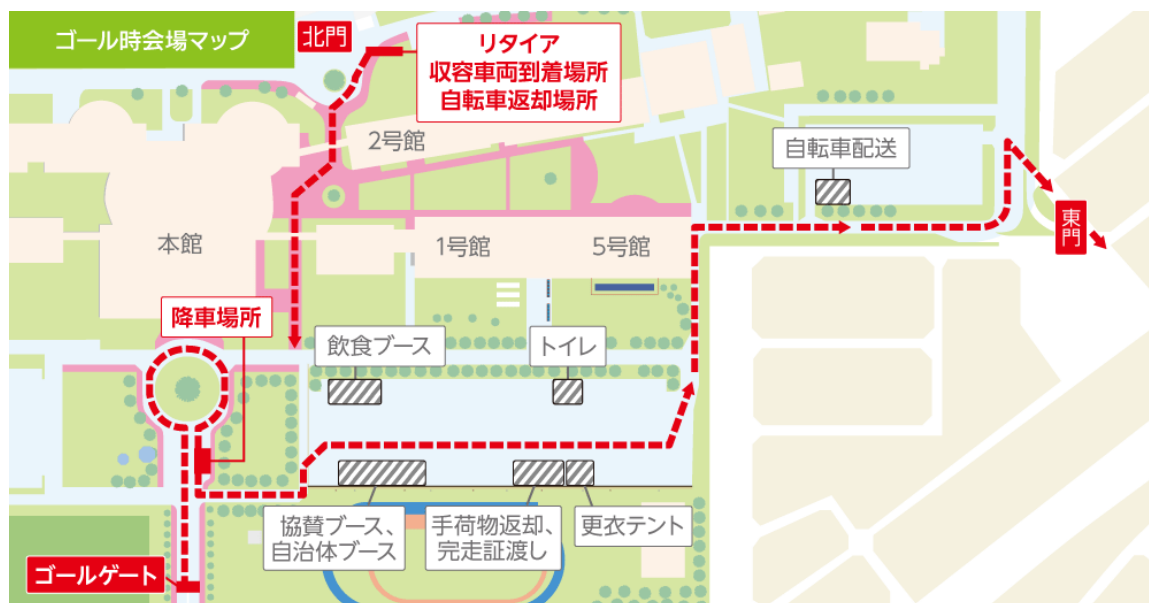 ゴール時会場マップ
北門
リタイア
収容車両到着場所
自転車返却場所
2号館
自転車配送
東門
本館
1号館
5号館
降車場所
飲食ブース
トイレ
協賛ブース、
自治体ブース
手荷物返却、
完走証渡し
更衣テント
ゴールゲート